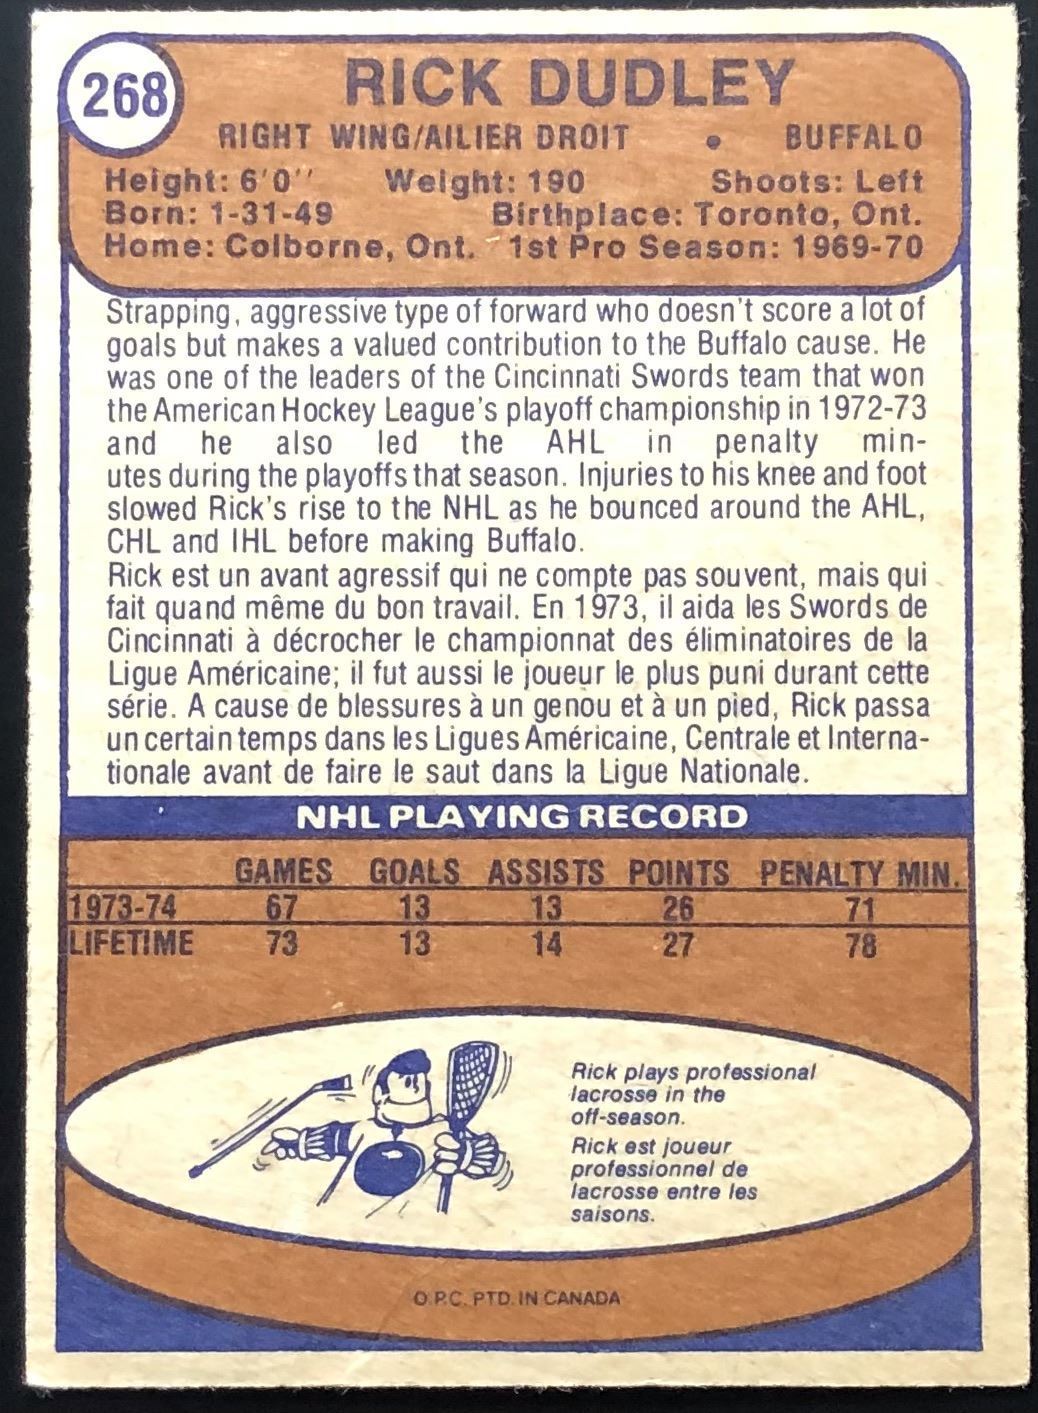 268
RICK DUDLEY
RIGHT WING/AILIER DROIT • BUFFALO
Height: 6'0'' Weight: 190 Shoots: Left
Born: 1-31-49 Birthplace: Toronto, Ont.
Home: Colborne, Ont. 1st Pro Season: 1969-70
Strapping, aggressive type of forward who doesn't score a lot of
goals but makes a valued contribution to the Buffalo cause. He
was one of the leaders of the Cincinnati Swords team that won
the American Hockey League's playoff championship in 1972-73
and he also led the AHL in penalty min-
utes during the playoffs that season. Injuries to his knee and foot
slowed Rick's rise to the NHL as he bounced around the AHL,
CHL and IHL before making Buffalo.
Rick est un avant agressif qui ne compte pas souvent, mais qui
fait quand même du bon travail. En 1973, il aida les Swords de
Cincinnati à décrocher le championnat des éliminatoires de la
Ligue Américaine; il fut aussi le joueur le plus puni durant cette
série. A cause de blessures à un genou et à un pied, Rick passa
un certain temps dans les Ligues Américaine, Centrale et Interna-
tionale avant de faire le saut dans la Ligue Nationale.
NHL PLAYING RECORD
GAMES GOALS ASSISTS POINTS PENALTY MIN.
1973-74 67 13 13 26 71
LIFETIME 73 13 14 27 78
Rick plays professional
lacrosse in the
off-season.
Rick est joueur
professionnel de
lacrosse entre les
saisons.
O.P.C. PTD. IN CANADA